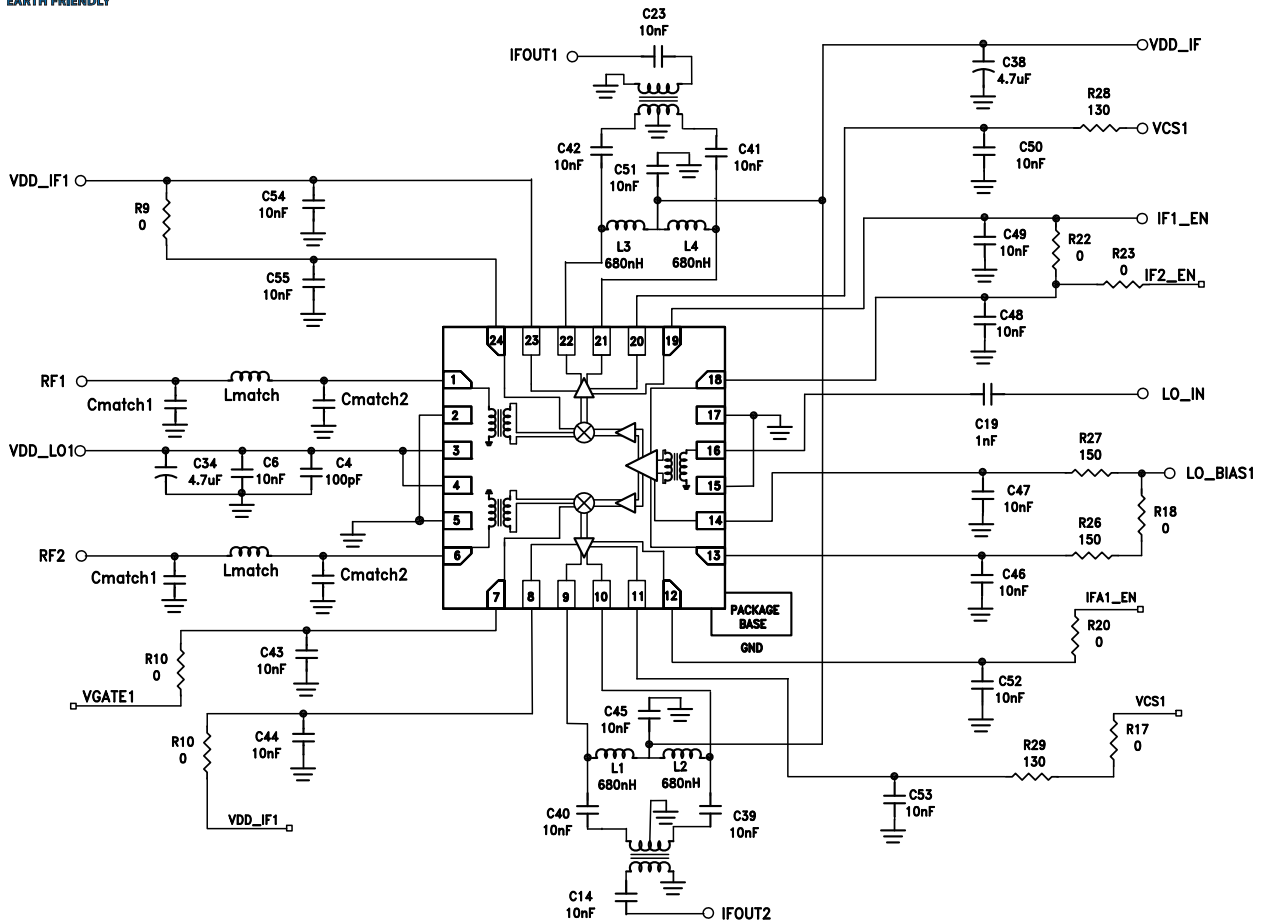 EARTH FRIENDLY
C23
10nF
IFOUT1
VDD_IF
C38
4.7uF
R28
130
VCS1
C50
10nF
C42
10nF
C51
10nF
C41
10nF
VDD_IF1
R9
0
C54
10nF
L3
680nH
L4
680nH
IF1_EN
C49
10nF
R22
0
R23
0
IF2_EN
C55
10nF
C48
10nF
24
23
22
21
20
19
RF1
Lmatch
Cmatch1
Cmatch2
1
18
LO_IN
C19
1nF
2
17
VDD_LO1
C34
4.7uF
C6
10nF
C4
100pF
3
16
4
15
R27
150
LO_BIAS1
C47
10nF
R18
0
5
14
R26
150
RF2
Lmatch
Cmatch1
Cmatch2
6
13
C46
10nF
7
8
9
10
11
12
PACKAGE
BASE
GND
IFA1_EN
R20
0
C43
10nF
R10
0
VGATE1
C52
10nF
C45
10nF
VCS1
R17
0
C44
10nF
R10
0
L1
680nH
L2
680nH
R29
130
C53
10nF
VDD_IF1
C40
10nF
C39
10nF
C14
10nF
IFOUT2